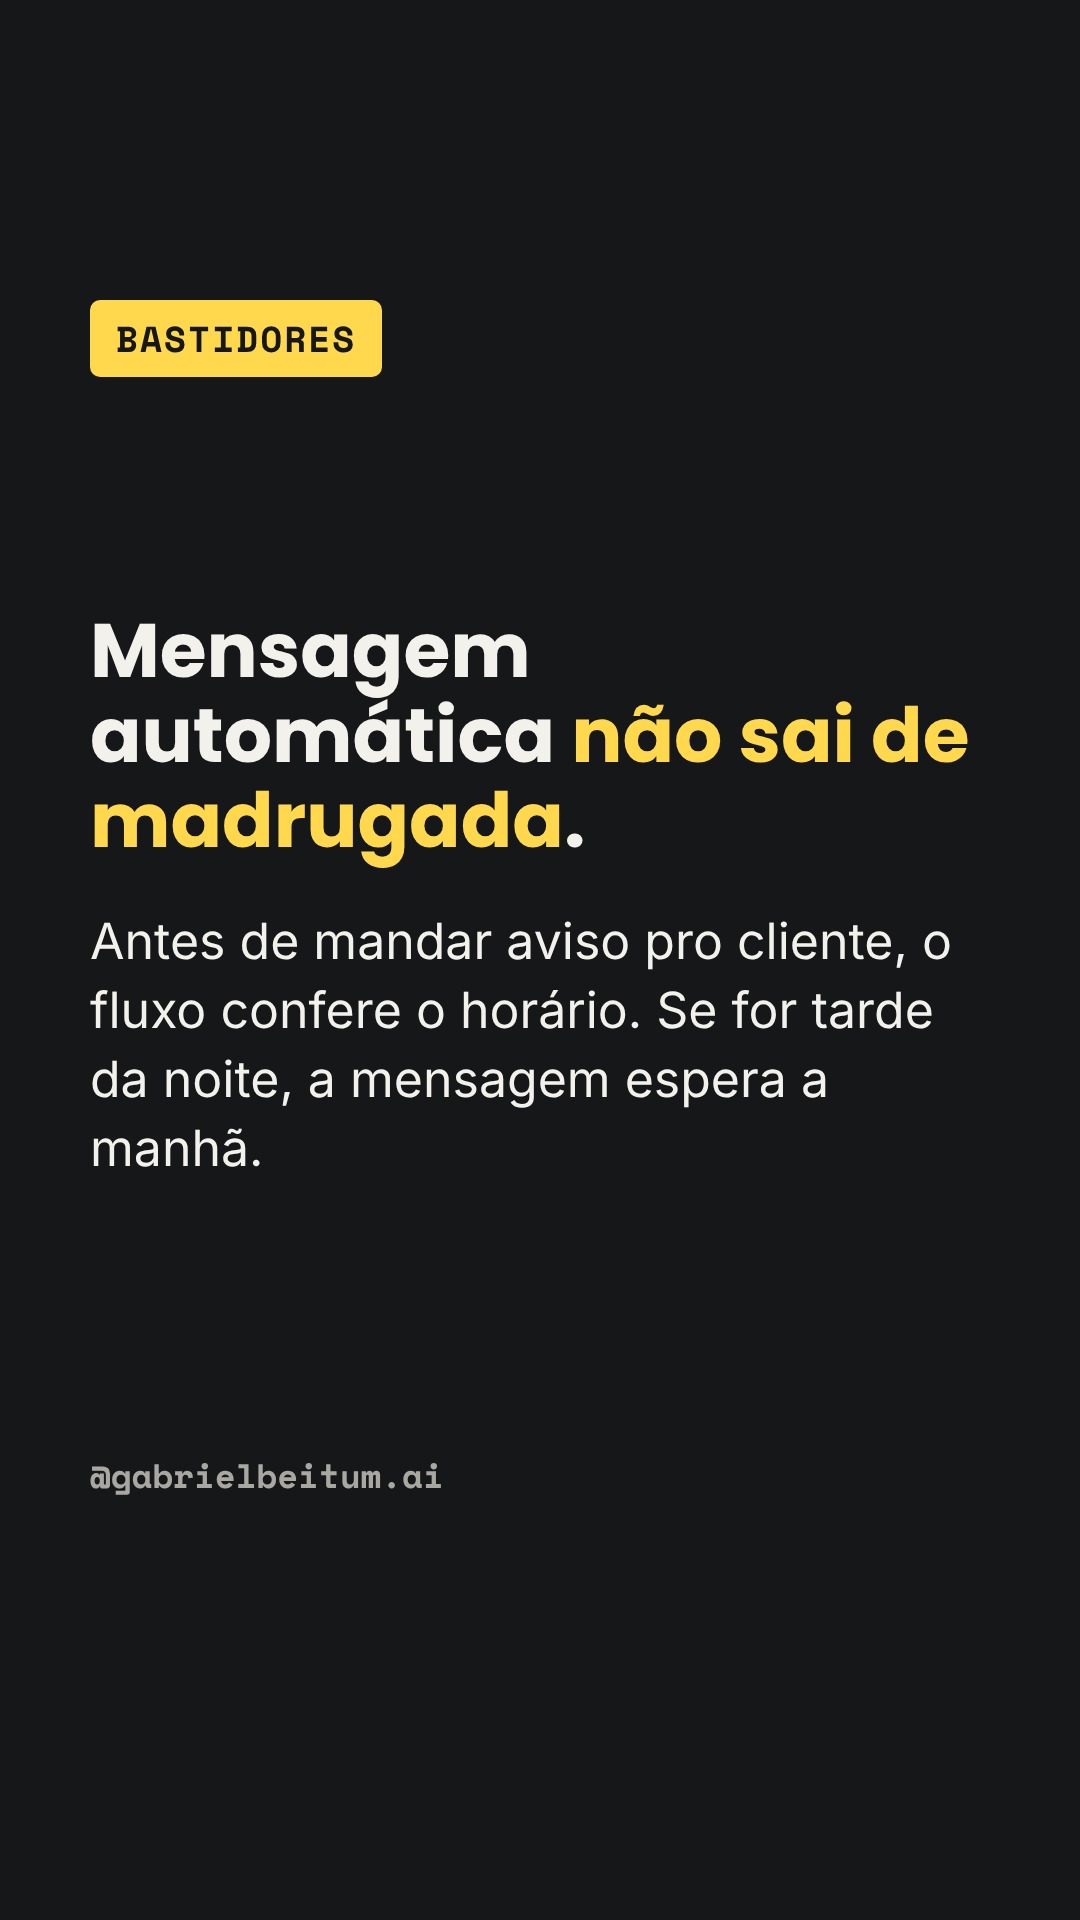 BASTIDORES
Mensagem
automática não sai de
madrugada.
Antes de mandar aviso pro cliente, o
fluxo confere o horário. Se for tarde
da noite, a mensagem espera a
manhã.
@gabrielbeitum.ai